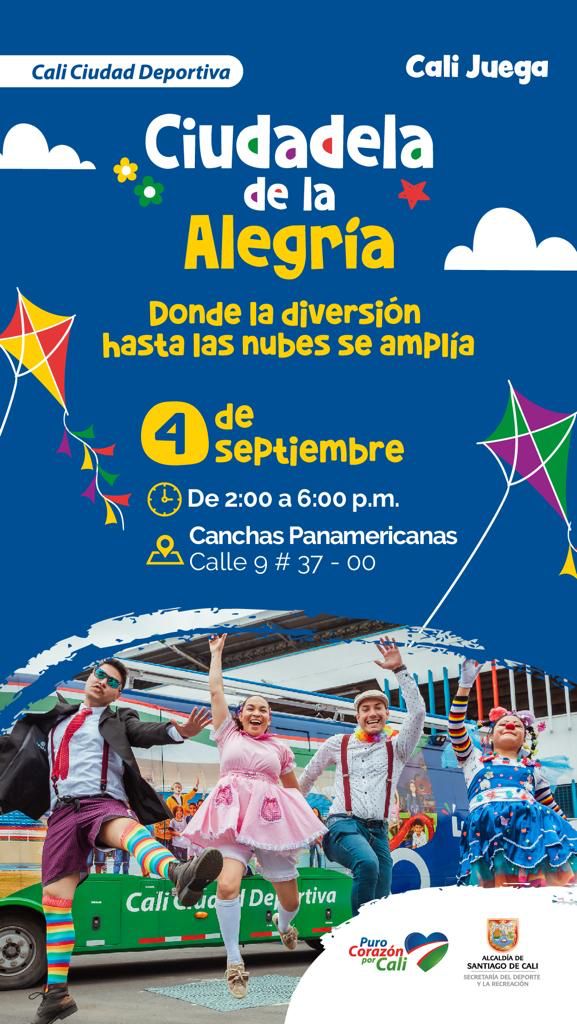 Cali Ciudad Deportiva
Cali Juega
Ciudadela
de la
Alegría
Donde la diversión
hasta las nubes se amplía
4 de
septiembre
De 2:00 a 6:00 p.m.
Canchas Panamericanas
Calle 9 # 37 - 00
Cali Ciudad Deportiva
Puro
Corazón
por Cali
ALCALDÍA DE
SANTIAGO DE CALI
SECRETARÍA DEL DEPORTE
Y LA RECREACIÓN